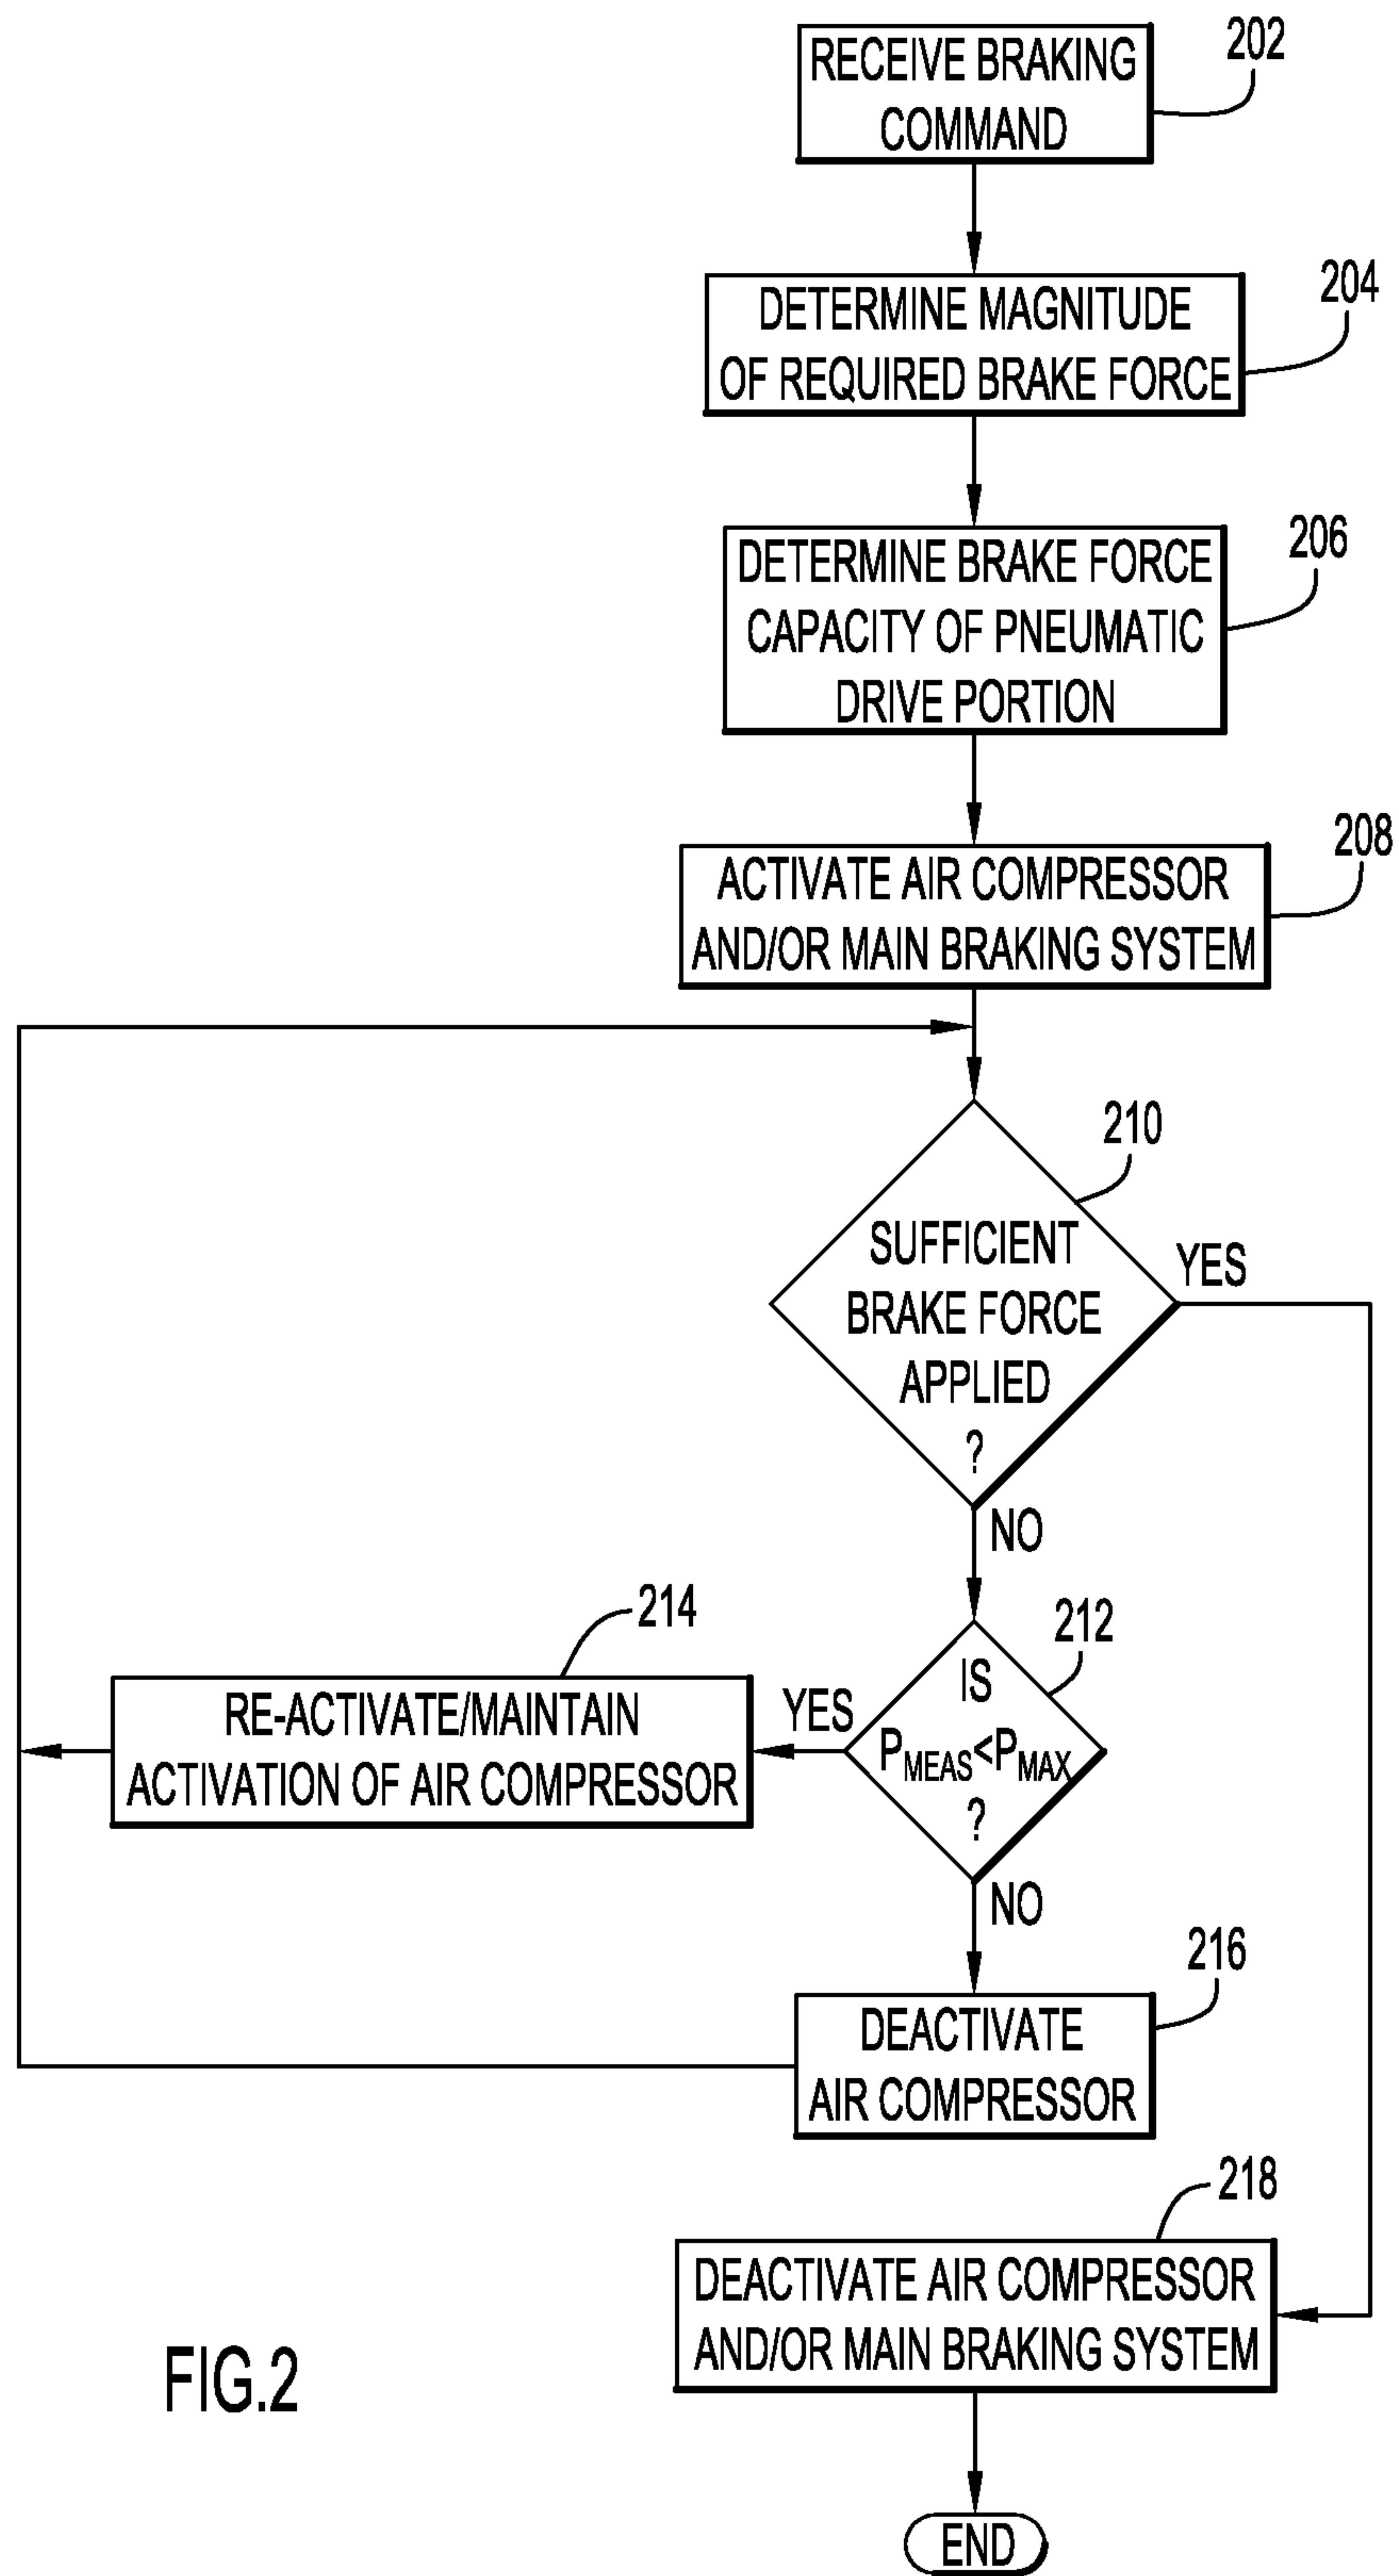 202
RECEIVE BRAKING
COMMAND
204
DETERMINE MAGNITUDE
OF REQUIRED BRAKE FORCE
206
DETERMINE BRAKE FORCE
CAPACITY OF PNEUMATIC
DRIVE PORTION
208
ACTIVATE AIR COMPRESSOR
AND/OR MAIN BRAKING SYSTEM
210
SUFFICIENT
BRAKE FORCE
APPLIED
?
YES
NO
212
IS
PMEAS<PMAX
?
YES
214
RE-ACTIVATE/MAINTAIN
ACTIVATION OF AIR COMPRESSOR
NO
216
DEACTIVATE
AIR COMPRESSOR
218
DEACTIVATE AIR COMPRESSOR
AND/OR MAIN BRAKING SYSTEM
FIG.2
END